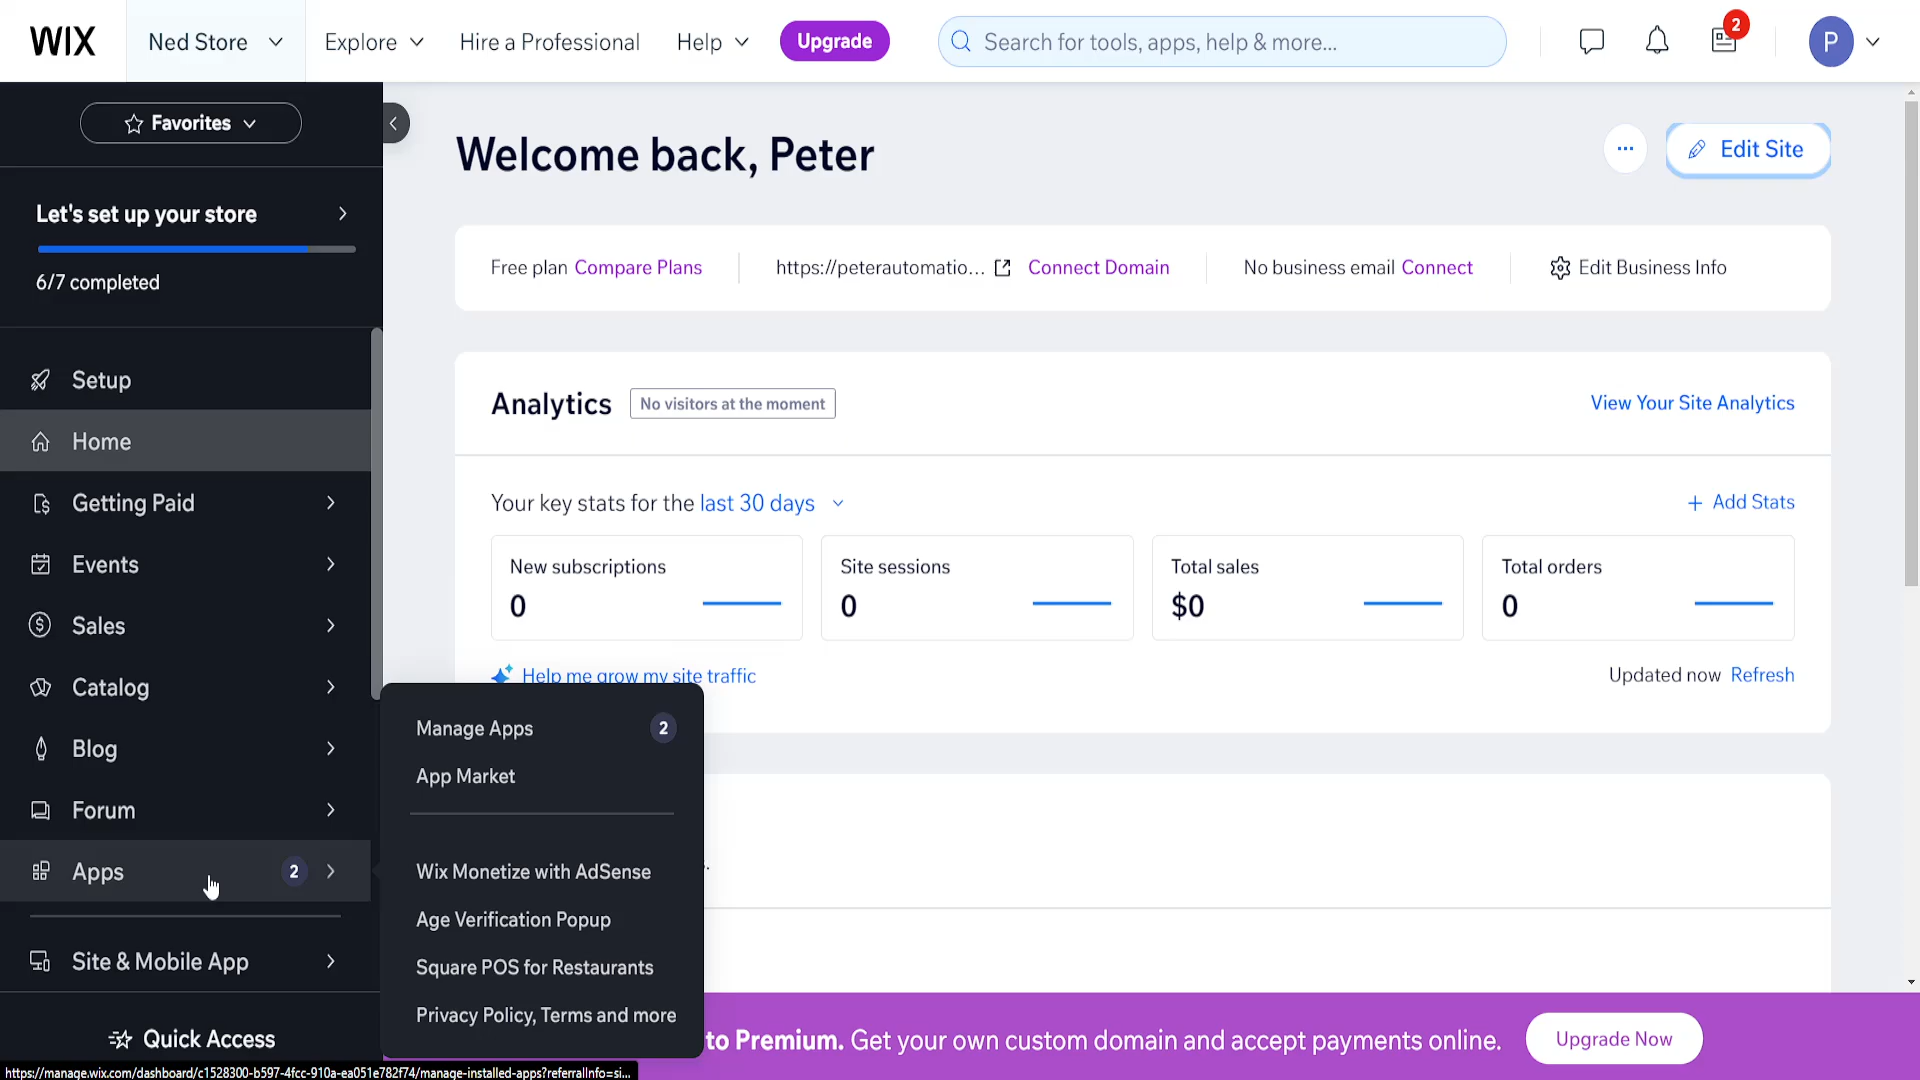 WIX
Ned Store
Explore
Hire a Professional
Help
Upgrade
Search for tools, apps, help & more...
2
P
Favorites
Let's set up your store
6/7 completed
Setup
Home
Getting Paid
Events
Sales
Catalog
Blog
Forum
Apps
2
Site & Mobile App
Quick Access
Welcome back, Peter
Edit Site
Free plan Compare Plans
https://peterautomatio... Connect Domain
No business email Connect
Edit Business Info
Analytics
No visitors at the moment
View Your Site Analytics
Your key stats for the last 30 days
+ Add Stats
New subscriptions
0
Site sessions
0
Total sales
$0
Total orders
0
Help me grow my site traffic
Updated now Refresh
Manage Apps
2
App Market
Wix Monetize with AdSense
Age Verification Popup
Square POS for Restaurants
Privacy Policy, Terms and more
to Premium. Get your own custom domain and accept payments online.
Upgrade Now
https://manage.wix.com/dashboard/c1528300-b597-4fcc-910a-ea051e782f74/manage-installed-apps?referralInfo=si...